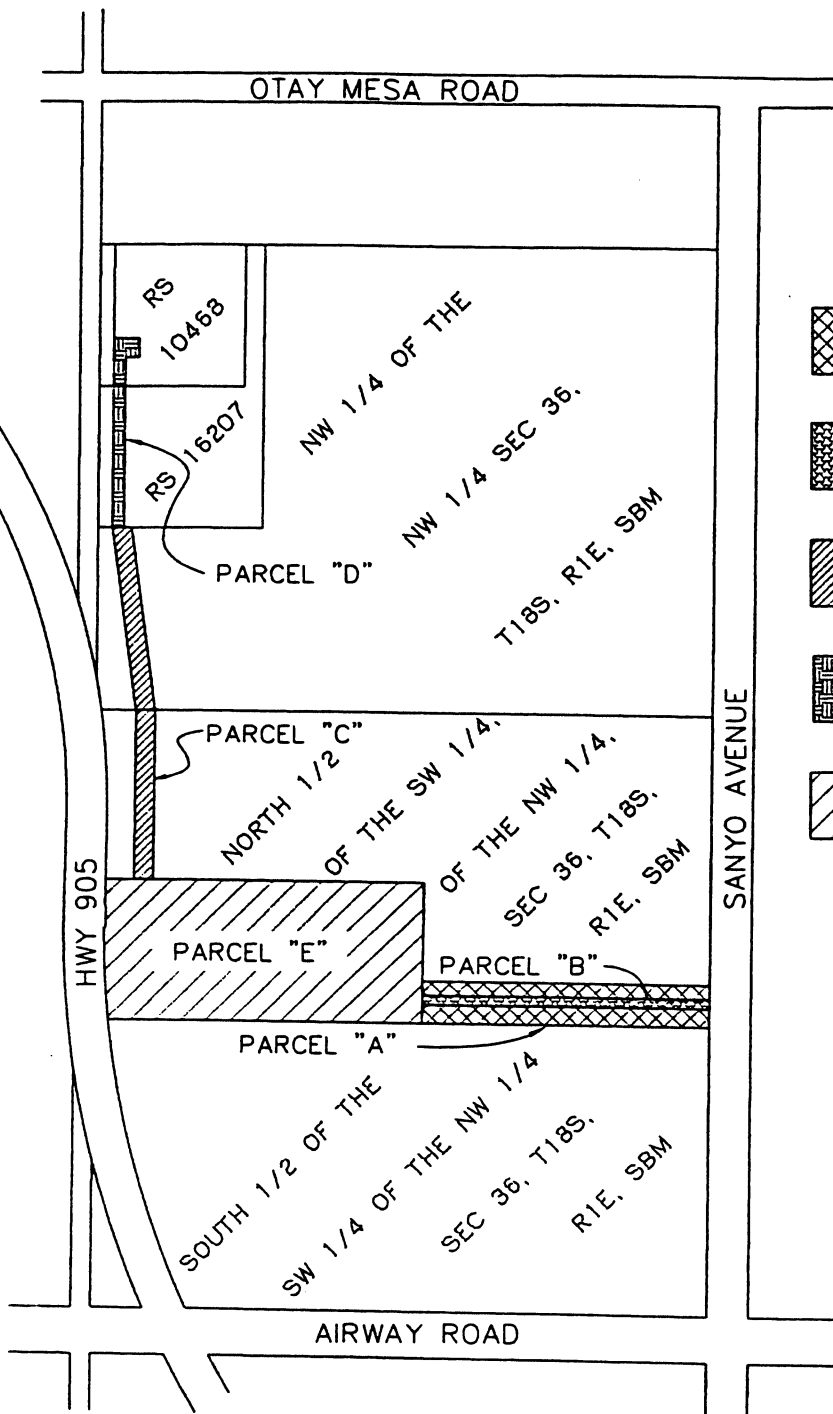 OTAY MESA ROAD
RS
10468
RS 16207
NW 1/4 OF THE
NW 1/4 SEC 36,
T18S, R1E, SBM
PARCEL "D"
PARCEL "C"
NORTH 1/2
OF THE SW 1/4,
OF THE NW 1/4,
SEC 36, T18S,
R1E, SBM
SANYO AVENUE
HWY 905
PARCEL "E"
PARCEL "B"
PARCEL "A"
SOUTH 1/2 OF THE
SW 1/4 OF THE NW 1/4
SEC 36, T18S,
R1E, SBM
AIRWAY ROAD